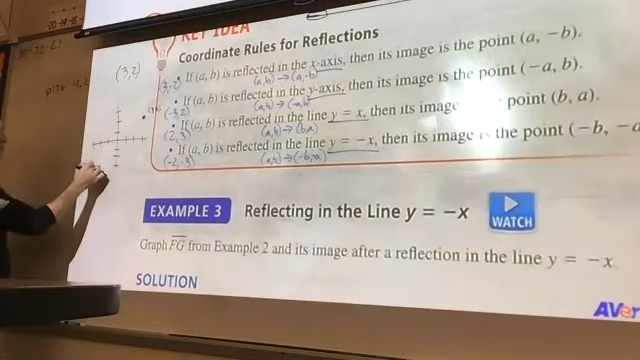 KEY IDEA
Coordinate Rules for Reflections
(3,2)
• If (a, b) is reflected in the x-axis, then its image is the point (a, −b).
(3,-2)
(a,b)→(a,-b)
• If (a, b) is reflected in the y-axis, then its image is the point (−a, b).
(-3,2)
(a,b)→(-a,b)
• If (a, b) is reflected in the line y = x, then its image point (b, a).
(2,3)
(a,b)→(b,a)
• If (a, b) is reflected in the line y = −x, then its image the point (−b, −a
(-2,-3)
(a,b)→(-b,-a)
EXAMPLE 3 Reflecting in the Line y = −x WATCH
Graph FG from Example 2 and its image after a reflection in the line y = −x
SOLUTION
AVer